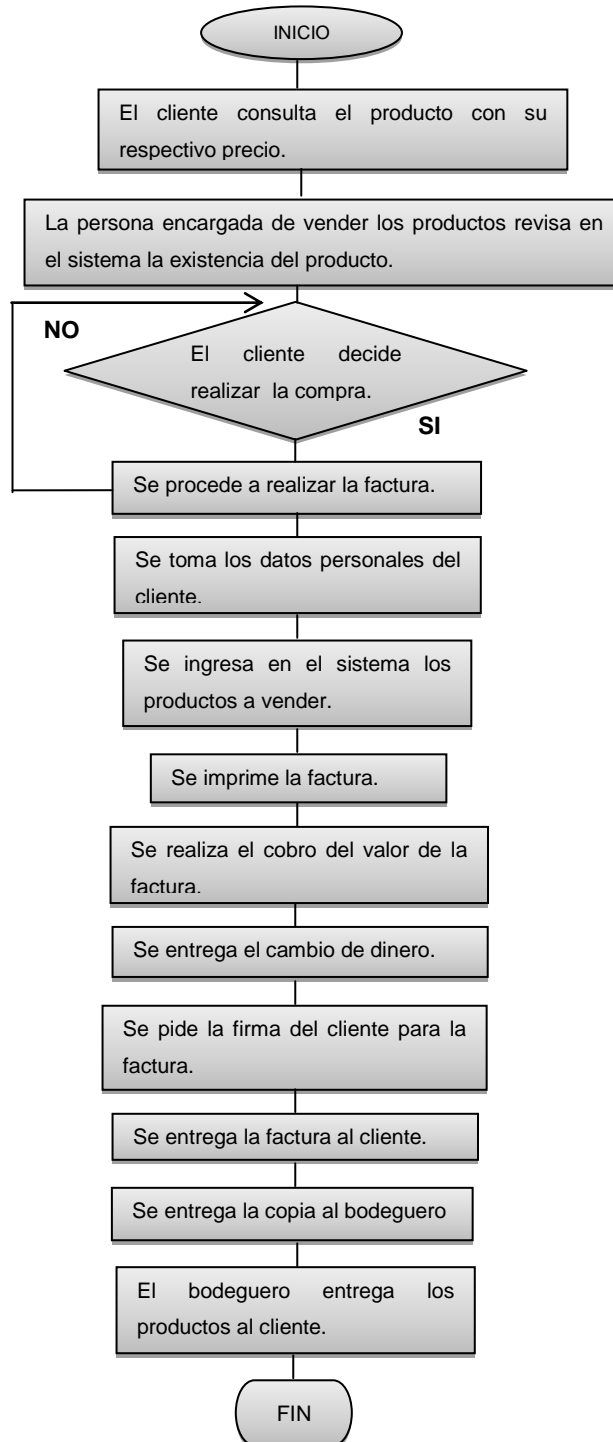 INICIO
El cliente consulta el producto con su
respectivo precio.
La persona encargada de vender los productos revisa en
el sistema la existencia del producto.
NO
El cliente decide
realizar la compra.
SI
Se procede a realizar la factura.
Se toma los datos personales del
cliente.
Se ingresa en el sistema los
productos a vender.
Se imprime la factura.
Se realiza el cobro del valor de la
factura.
Se entrega el cambio de dinero.
Se pide la firma del cliente para la
factura.
Se entrega la factura al cliente.
Se entrega la copia al bodeguero
El bodeguero entrega los
productos al cliente.
FIN